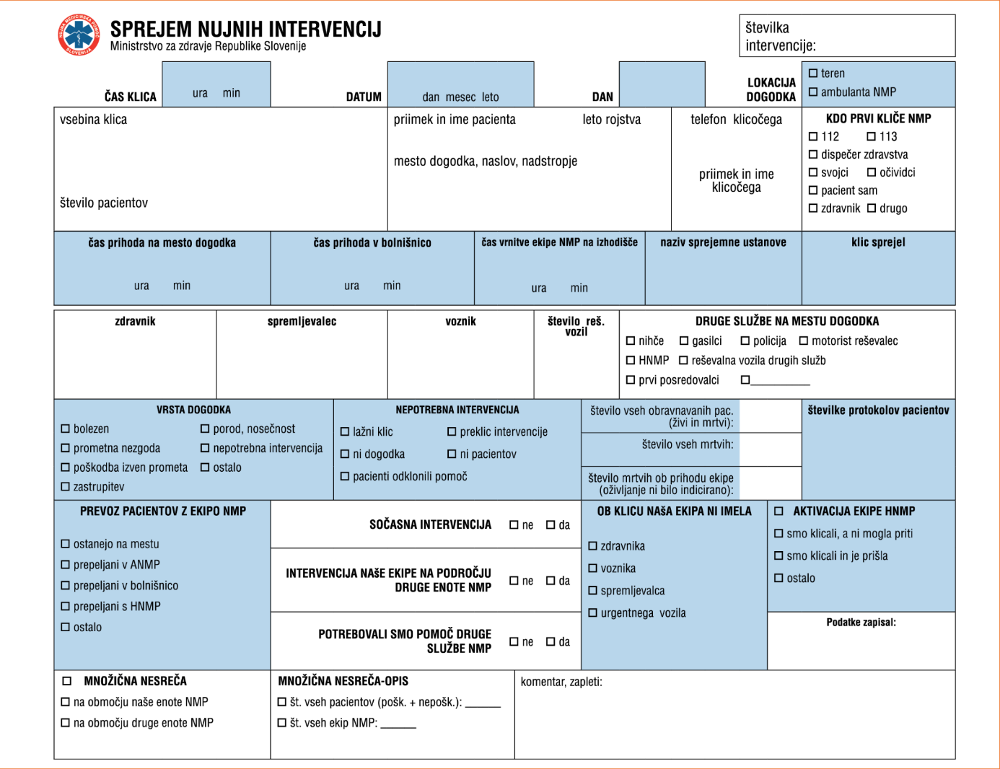 NUJNA MEDICINSKA POMOČ
SLOVENIJA
SPREJEM NUJNIH INTERVENCIJ
Ministrstvo za zdravje Republike Slovenije
številka
intervencije:
ČAS KLICA
ura min
DATUM
dan mesec leto
DAN
LOKACIJA
DOGODKA
teren
ambulanta NMP
vsebina klica
število pacientov
priimek in ime pacienta leto rojstva
mesto dogodka, naslov, nadstropje
telefon klicočega
priimek in ime
klicočega
KDO PRVI KLIČE NMP
112 113
dispečer zdravstva
svojci očividci
pacient sam
zdravnik drugo
čas prihoda na mesto dogodka
ura min
čas prihoda v bolnišnico
ura min
čas vrnitve ekipe NMP na izhodišče
ura min
naziv sprejemne ustanove
klic sprejel
zdravnik
spremljevalec
voznik
število reš.
vozil
DRUGE SLUŽBE NA MESTU DOGODKA
nihče gasilci policija motorist reševalec
HNMP reševalna vozila drugih služb
prvi posredovalci __________
VRSTA DOGODKA
bolezen porod, nosečnost
prometna nezgoda nepotrebna intervencija
poškodba izven prometa ostalo
zastrupitev
NEPOTREBNA INTERVENCIJA
lažni klic preklic intervencije
ni dogodka ni pacientov
pacienti odklonili pomoč
število vseh obravnavanih pac.
(živi in mrtvi):
število vseh mrtvih:
število mrtvih ob prihodu ekipe
(oživljanje ni bilo indicirano):
številke protokolov pacientov
PREVOZ PACIENTOV Z EKIPO NMP
ostanejo na mestu
prepeljani v ANMP
prepeljani v bolnišnico
prepeljani s HNMP
ostalo
SOČASNA INTERVENCIJA ne da
INTERVENCIJA NAšE EKIPE NA PODROČJU
DRUGE ENOTE NMP ne da
POTREBOVALI SMO POMOČ DRUGE
SLUŽBE NMP ne da
OB KLICU NAšA EKIPA NI IMELA
zdravnika
voznika
spremljevalca
urgentnega vozila
AKTIVACIJA EKIPE HNMP
smo klicali, a ni mogla priti
smo klicali in je prišla
ostalo
Podatke zapisal:
MNOŽIČNA NESREČA
na območju naše enote NMP
na območju druge enote NMP
MNOŽIČNA NESREČA-OPIS
št. vseh pacientov (pošk. + nepošk.): ______
št. vseh ekip NMP: ______
komentar, zapleti: